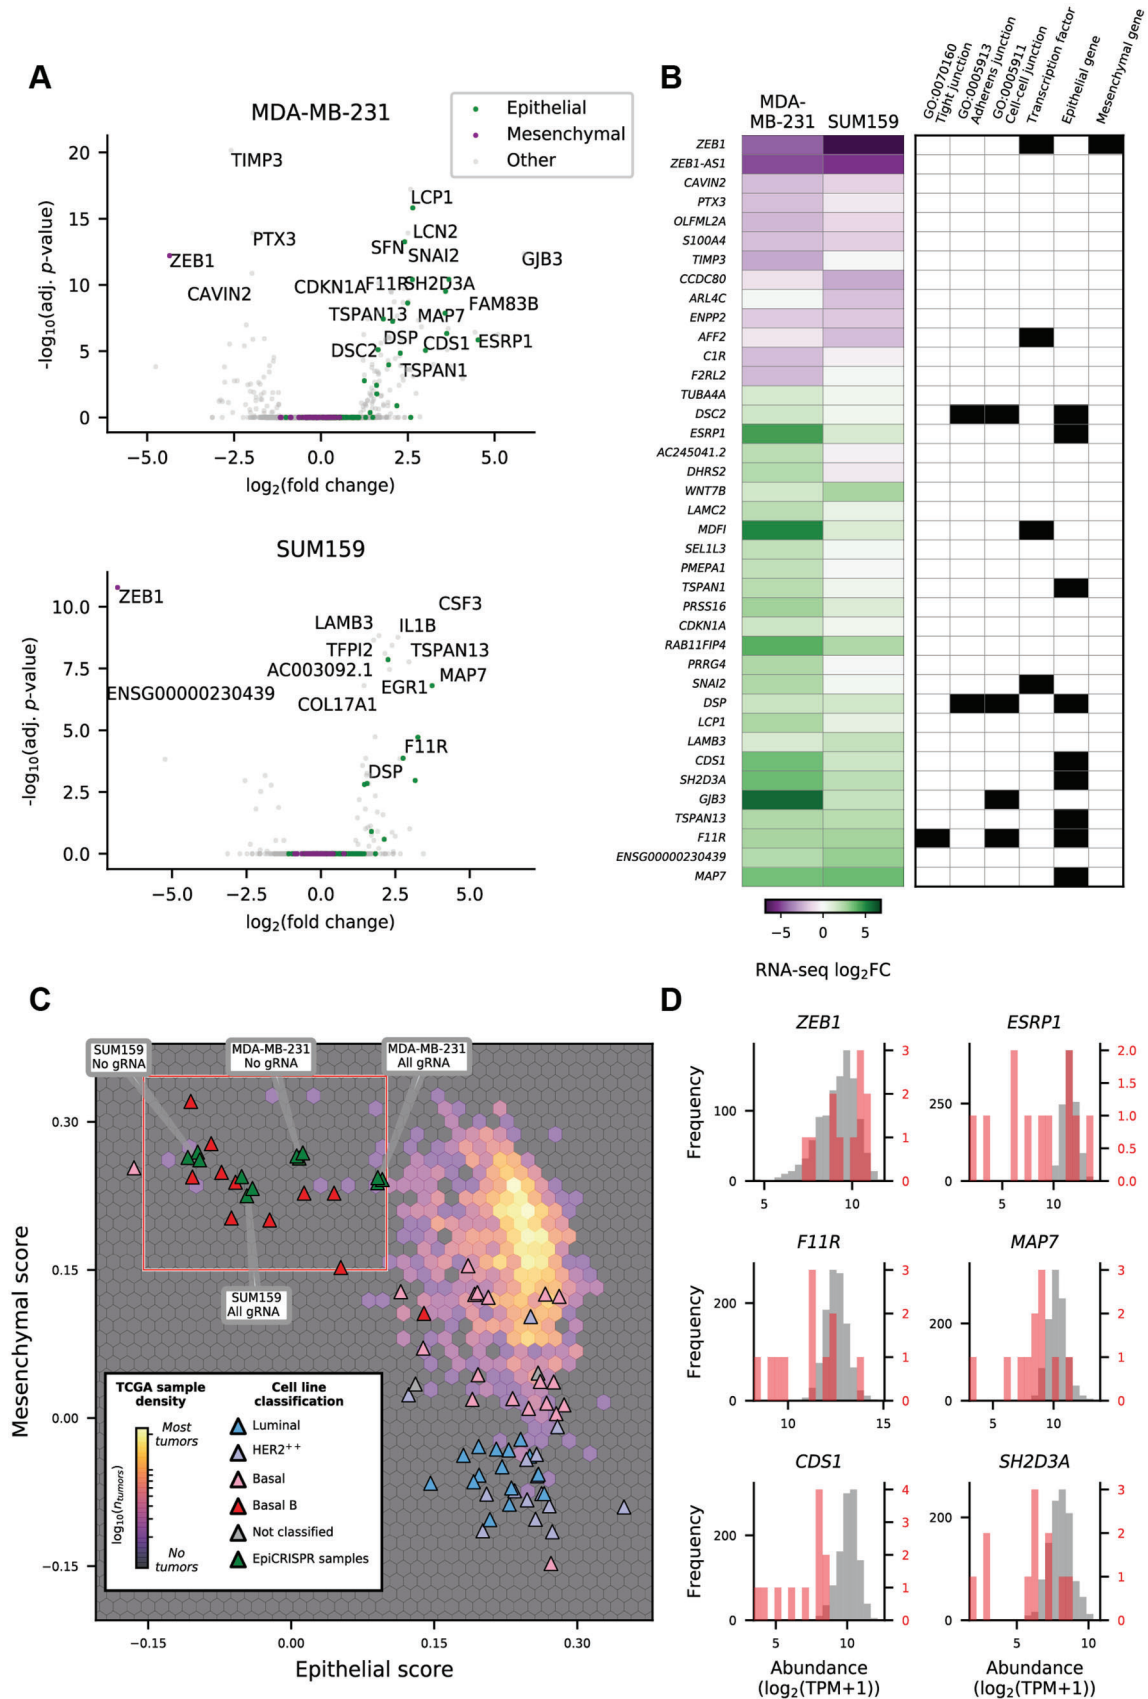 A
MDA-MB-231
Epithelial
Mesenchymal
Other
TIMP3
LCP1
LCN2
PTX3
SFN
SNAI2
ZEB1
GJB3
CAVIN2
CDKN1A
F11R
SH2D3A
FAM83B
TSPAN13
MAP7
DSP
ESRP1
DSC2
CDS1
TSPAN1
20
15
10
5
0
-log10(adj. p-value)
−5.0 −2.5 0.0 2.5 5.0
log2(fold change)
SUM159
ZEB1
CSF3
LAMB3
IL1B
TFPI2
TSPAN13
AC003092.1
MAP7
EGR1
ENSG00000230439
COL17A1
F11R
DSP
10.0
7.5
5.0
2.5
0.0
-log10(adj. p-value)
−5.0 −2.5 0.0 2.5 5.0
log2(fold change)
B
MDA-
MB-231
SUM159
GO:0070160
Tight junction
GO:0005913
Adherens junction
GO:0005911
Cell-cell junction
Transcription factor
Epithelial gene
Mesenchymal gene
ZEB1
ZEB1-AS1
CAVIN2
PTX3
OLFML2A
S100A4
TIMP3
CCDC80
ARL4C
ENPP2
AFF2
C1R
F2RL2
TUBA4A
DSC2
ESRP1
AC245041.2
DHRS2
WNT7B
LAMC2
MDFI
SEL1L3
PMEPA1
TSPAN1
PRSS16
CDKN1A
RAB11FIP4
PRRG4
SNAI2
DSP
LCP1
LAMB3
CDS1
SH2D3A
GJB3
TSPAN13
F11R
ENSG00000230439
MAP7
−5 0 5
RNA-seq log2FC
C
SUM159
No gRNA
MDA-MB-231
No gRNA
MDA-MB-231
All gRNA
SUM159
All gRNA
0.30
0.15
0.00
−0.15
Mesenchymal score
TCGA sample
density
Most
tumors
log10(ntumors)
No
tumors
Cell line
classification
Luminal
HER2++
Basal
Basal B
Not classified
EpiCRISPR samples
−0.15 0.00 0.15 0.30
Epithelial score
D
ZEB1
Frequency
100
0
3
2
1
0
5 10
ESRP1
250
0
2.0
1.5
1.0
0.5
0.0
5 10
F11R
Frequency
200
0
3
2
1
0
10 15
MAP7
200
0
3
2
1
0
5 10
CDS1
Frequency
200
0
4
3
2
1
0
5 10
Abundance
(log2(TPM+1))
SH2D3A
200
0
3
2
1
0
5 10
Abundance
(log2(TPM+1))